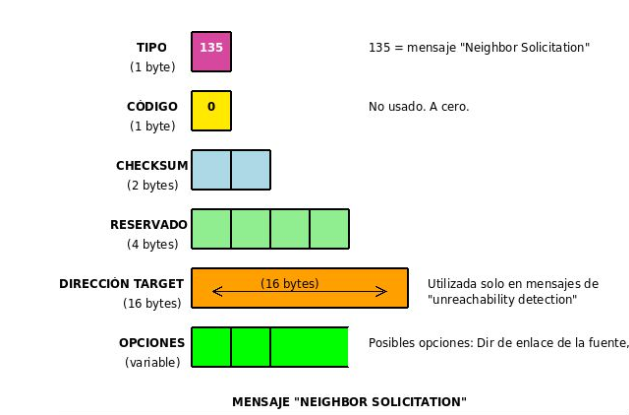 TIPO
(1 byte)
135
135 = mensaje "Neighbor Solicitation"
CÓDIGO
(1 byte)
0
No usado. A cero.
CHECKSUM
(2 bytes)
RESERVADO
(4 bytes)
DIRECCIÓN TARGET
(16 bytes)
(16 bytes)
Utilizada solo en mensajes de
"unreachability detection"
OPCIONES
(variable)
Posibles opciones: Dir de enlace de la fuente,
MENSAJE "NEIGHBOR SOLICITATION"